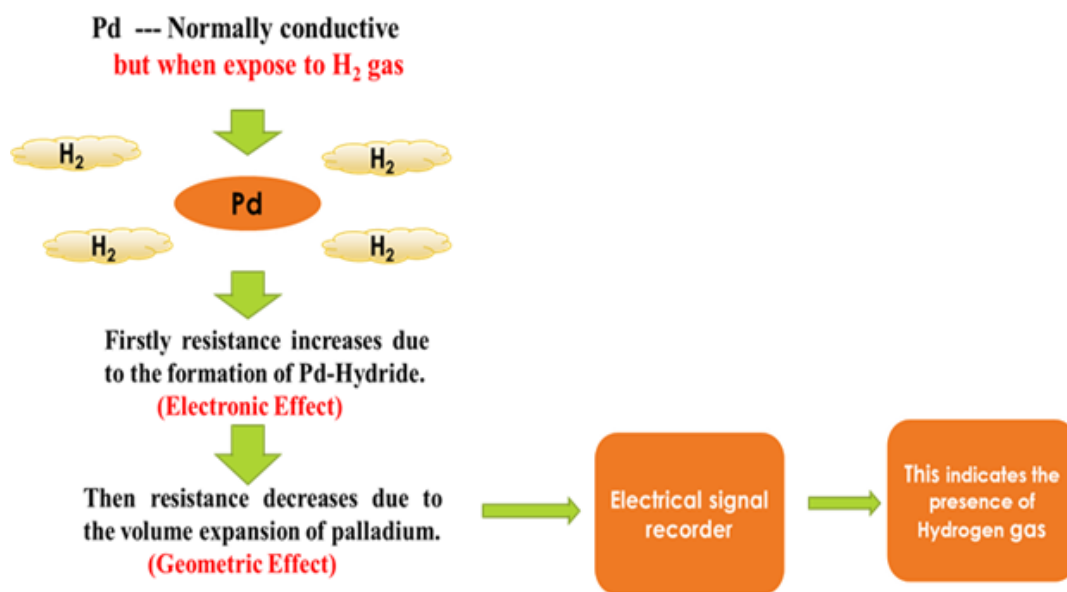 Pd --- Normally conductive
but when expose to H₂ gas
H₂
H₂
Pd
H₂
H₂
Firstly resistance increases due
to the formation of Pd-Hydride.
(Electronic Effect)
Then resistance decreases due to
the volume expansion of palladium.
(Geometric Effect)
Electrical signal
recorder
This indicates the
presence of
Hydrogen gas